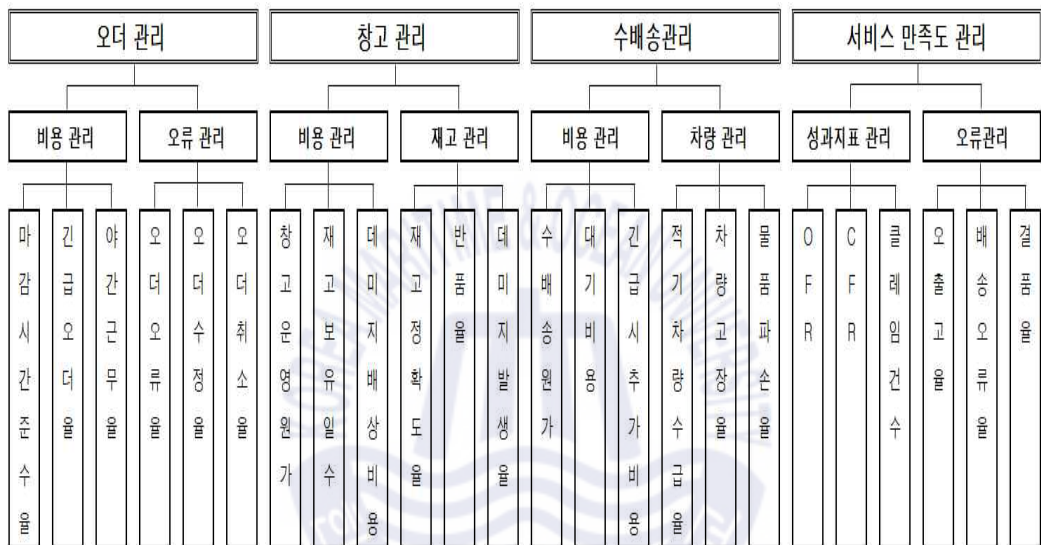 오더 관리
창고 관리
수배송관리
서비스 만족도 관리
비용 관리
오류 관리
비용 관리
재고 관리
비용 관리
차량 관리
성과지표 관리
오류관리
마감시간준수율
긴급오더율
야간근무율
오더오류율
오더수정율
오더취소율
창고운영원가
재고보유일수
데미지배상비용
재고정확도율
반품율
데미지발생율
수배송원가
대기비용
긴급시추가비용
적기차량수급율
차량고장율
물품파손율
OFR
CFR
클레임건수
오출고율
배송오류율
결품율
KOREA MARITIME & OCEAN UNIVERSITY